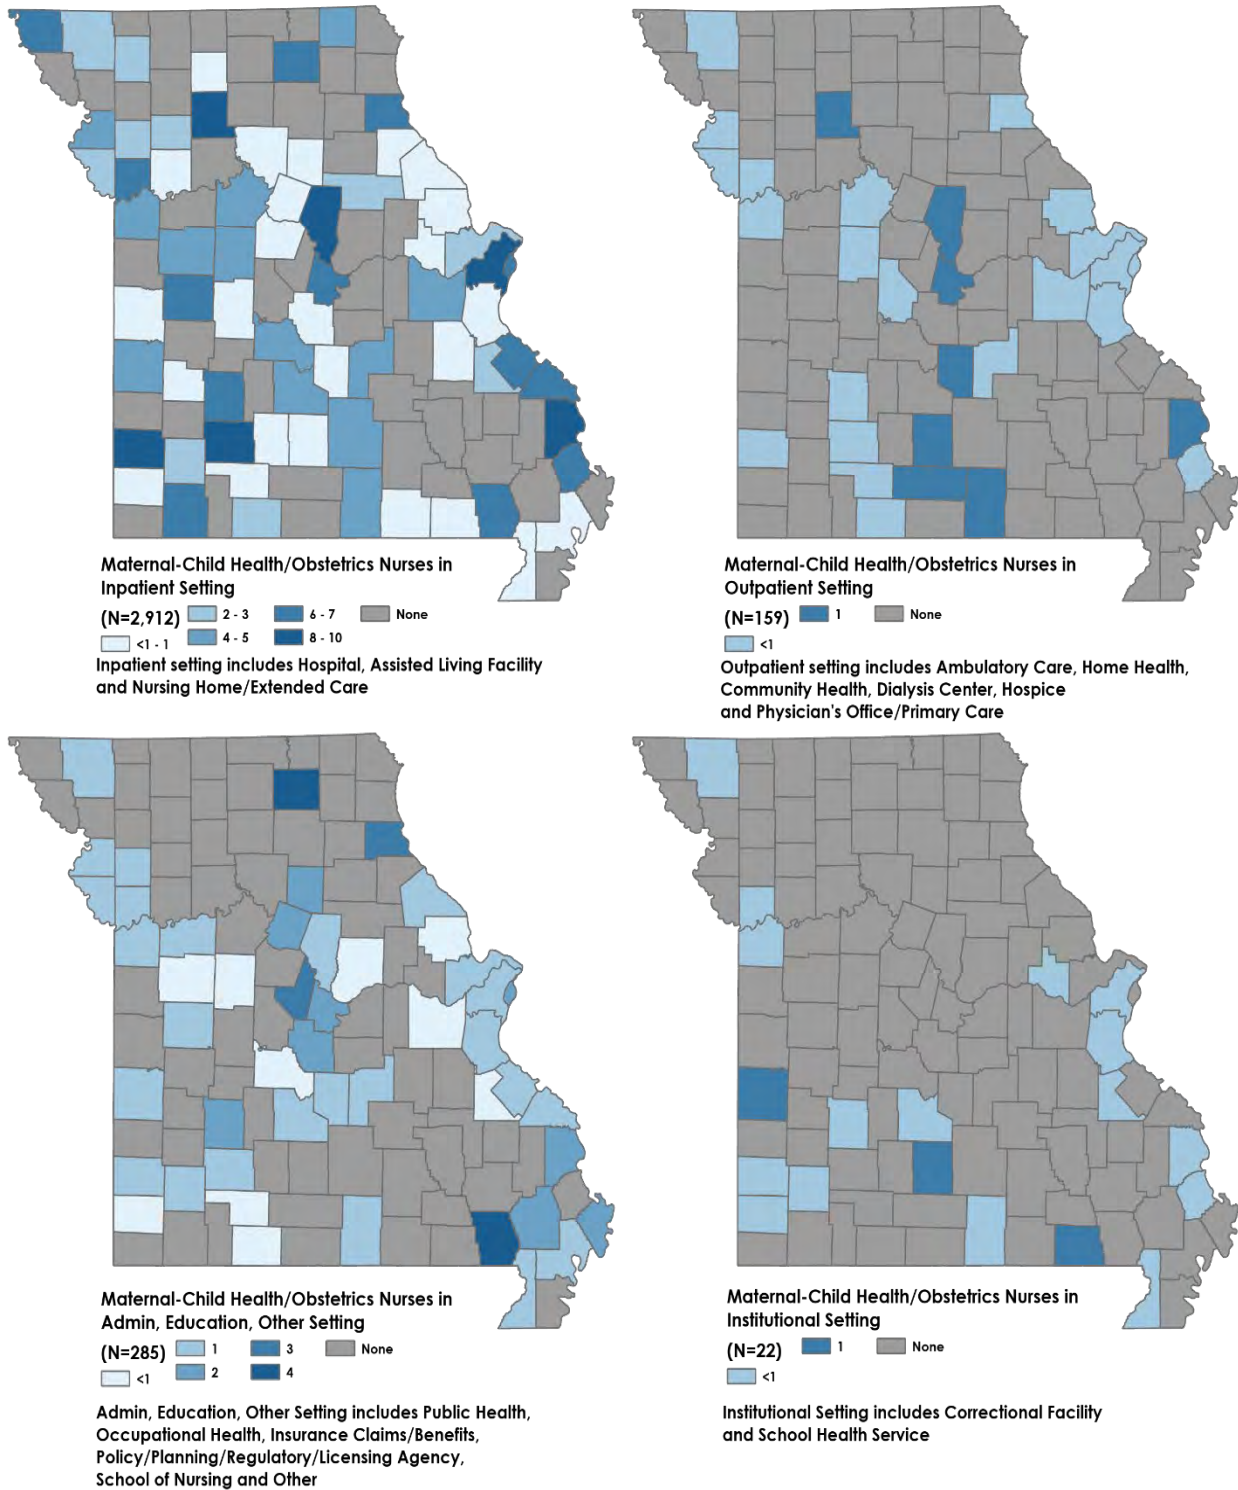 Maternal-Child Health/Obstetrics Nurses in
Inpatient Setting
(N=2,912) 2 - 3 6 - 7 None
<1 - 1 4 - 5 8 - 10
Inpatient setting includes Hospital, Assisted Living Facility
and Nursing Home/Extended Care
Maternal-Child Health/Obstetrics Nurses in
Outpatient Setting
(N=159) 1 None
<1
Outpatient setting includes Ambulatory Care, Home Health,
Community Health, Dialysis Center, Hospice
and Physician's Office/Primary Care
Maternal-Child Health/Obstetrics Nurses in
Admin, Education, Other Setting
(N=285) 1 3 None
<1 2 4
Admin, Education, Other Setting includes Public Health,
Occupational Health, Insurance Claims/Benefits,
Policy/Planning/Regulatory/Licensing Agency,
School of Nursing and Other
Maternal-Child Health/Obstetrics Nurses in
Institutional Setting
(N=22) 1 None
<1
Institutional Setting includes Correctional Facility
and School Health Service